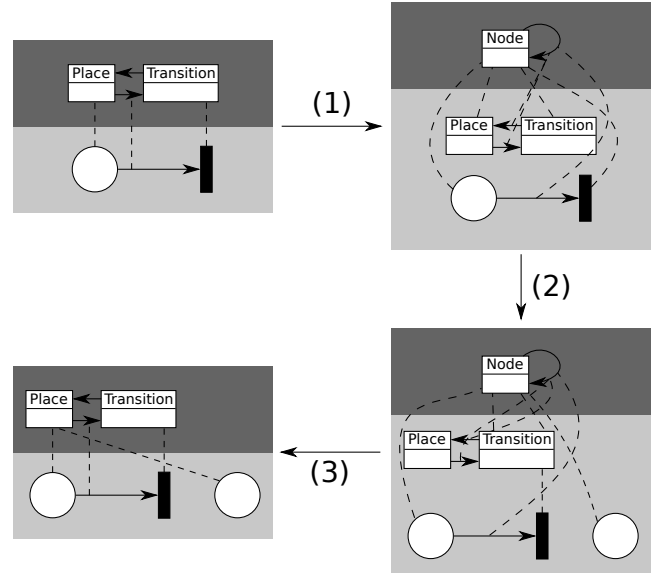 Place Transition
(1)
Node
Place Transition
(2)
Node
Place Transition
(3)
Place Transition